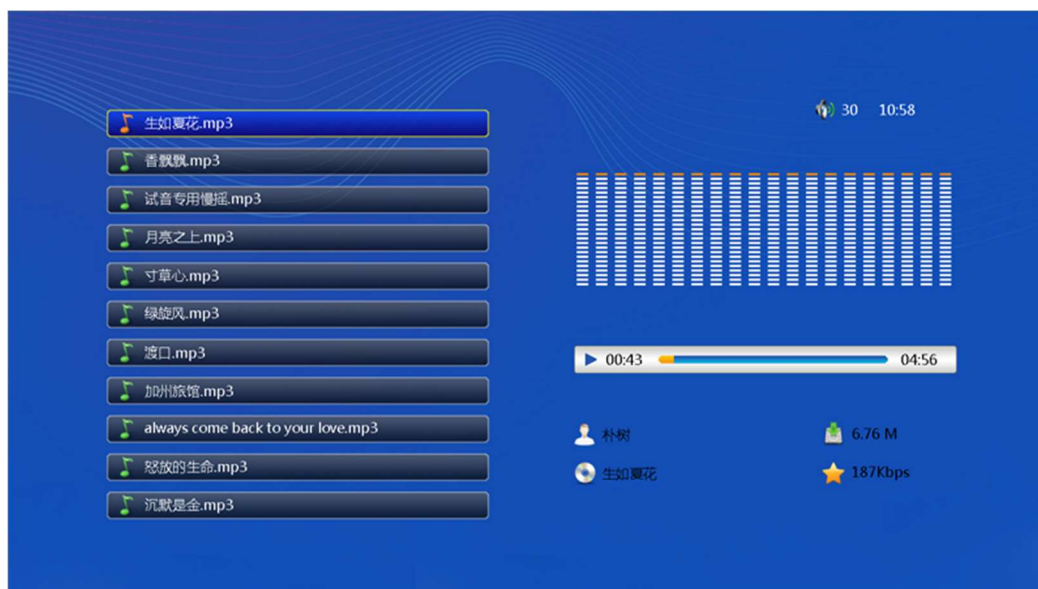 生如夏花.mp3
香飘飘.mp3
试音专用慢摇.mp3
月亮之上.mp3
寸草心.mp3
绿旋风.mp3
渡口.mp3
加州旅馆.mp3
always come back to your love.mp3
怒放的生命.mp3
沉默是金.mp3
30 10:58
00:43 04:56
朴树 6.76 M
生如夏花 187Kbps